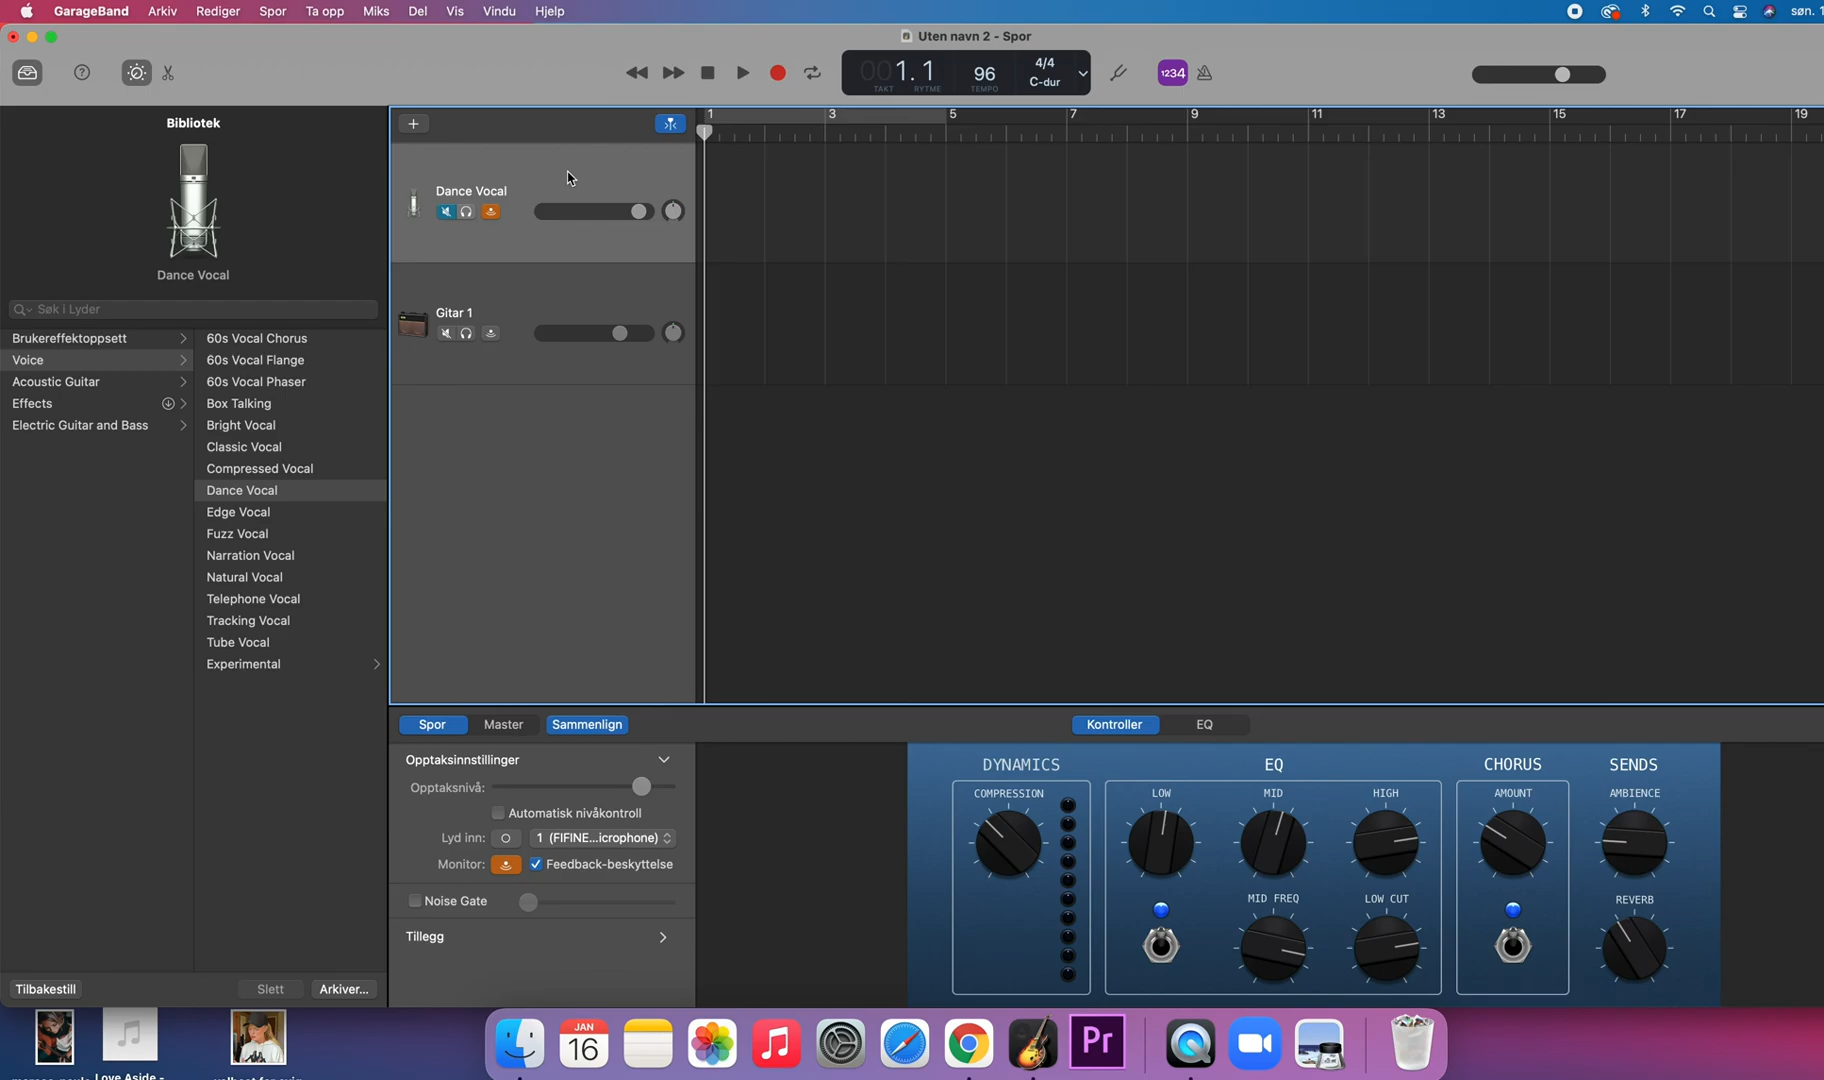 GarageBand Arkiv Rediger Spor Ta opp Miks Del Vis Vindu Hjelp søn. 1
Uten navn 2 - Spor
001.1 96 4/4
C-dur
TAKT RYTME TEMPO
1234
Bibliotek
1 3 5 7 9 11 13 15 17 19
Dance Vocal
Dance Vocal
Søk i Lyder
Gitar 1
Brukereffektoppsett 60s Vocal Chorus
Voice 60s Vocal Flange
Acoustic Guitar 60s Vocal Phaser
Effects Box Talking
Electric Guitar and Bass Bright Vocal
Classic Vocal
Compressed Vocal
Dance Vocal
Edge Vocal
Fuzz Vocal
Narration Vocal
Natural Vocal
Telephone Vocal
Tracking Vocal
Tube Vocal
Experimental
Spor Master Sammenlign Kontroller EQ
Opptaksinnstillinger
Opptaksnivå:
Automatisk nivåkontroll
Lyd inn: 1 (FIFINE...icrophone)
Monitor: Feedback-beskyttelse
Noise Gate
Tillegg
DYNAMICS EQ CHORUS SENDS
COMPRESSION LOW MID HIGH AMOUNT AMBIENCE
MID FREQ LOW CUT REVERB
Tilbakestill Slett Arkiver...
JAN
16
Pr
Love Aside -